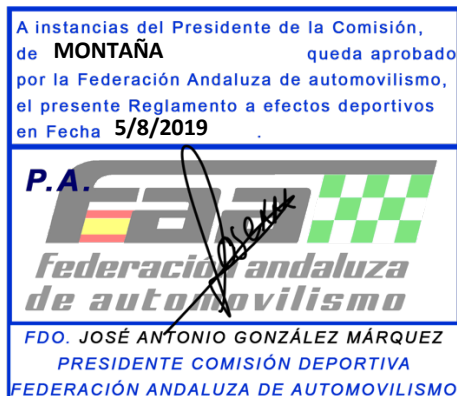 A instancias del Presidente de la Comisión,
de MONTAÑA queda aprobado
por la Federación Andaluza de automovilismo,
el presente Reglamento a efectos deportivos
en Fecha 5/8/2019 .
P.A.
faa
federación andaluza
de automovilismo
FDO. JOSÉ ANTONIO GONZÁLEZ MÁRQUEZ
PRESIDENTE COMISIÓN DEPORTIVA
FEDERACIÓN ANDALUZA DE AUTOMOVILISMO